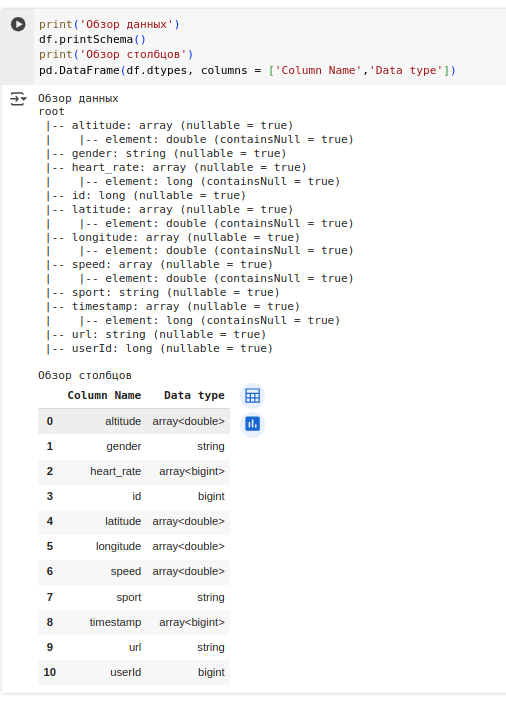 print('Обзор данных')
df.printSchema()
print('Обзор столбцов')
pd.DataFrame(df.dtypes, columns = ['Column Name','Data type'])
Обзор данных
root
 |-- altitude: array (nullable = true)
 |    |-- element: double (containsNull = true)
 |-- gender: string (nullable = true)
 |-- heart_rate: array (nullable = true)
 |    |-- element: long (containsNull = true)
 |-- id: long (nullable = true)
 |-- latitude: array (nullable = true)
 |    |-- element: double (containsNull = true)
 |-- longitude: array (nullable = true)
 |    |-- element: double (containsNull = true)
 |-- speed: array (nullable = true)
 |    |-- element: double (containsNull = true)
 |-- sport: string (nullable = true)
 |-- timestamp: array (nullable = true)
 |    |-- element: long (containsNull = true)
 |-- url: string (nullable = true)
 |-- userId: long (nullable = true)
Обзор столбцов
Column Name Data type
0 altitude array<double>
1 gender string
2 heart_rate array<bigint>
3 id bigint
4 latitude array<double>
5 longitude array<double>
6 speed array<double>
7 sport string
8 timestamp array<bigint>
9 url string
10 userId bigint